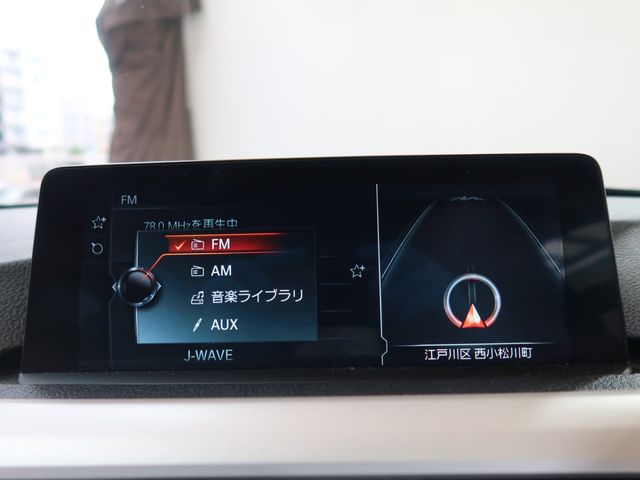 FM
78.0 MHzを再生中
FM
AM
音楽ライブラリ
AUX
J-WAVE
江戸川区 西小松川町